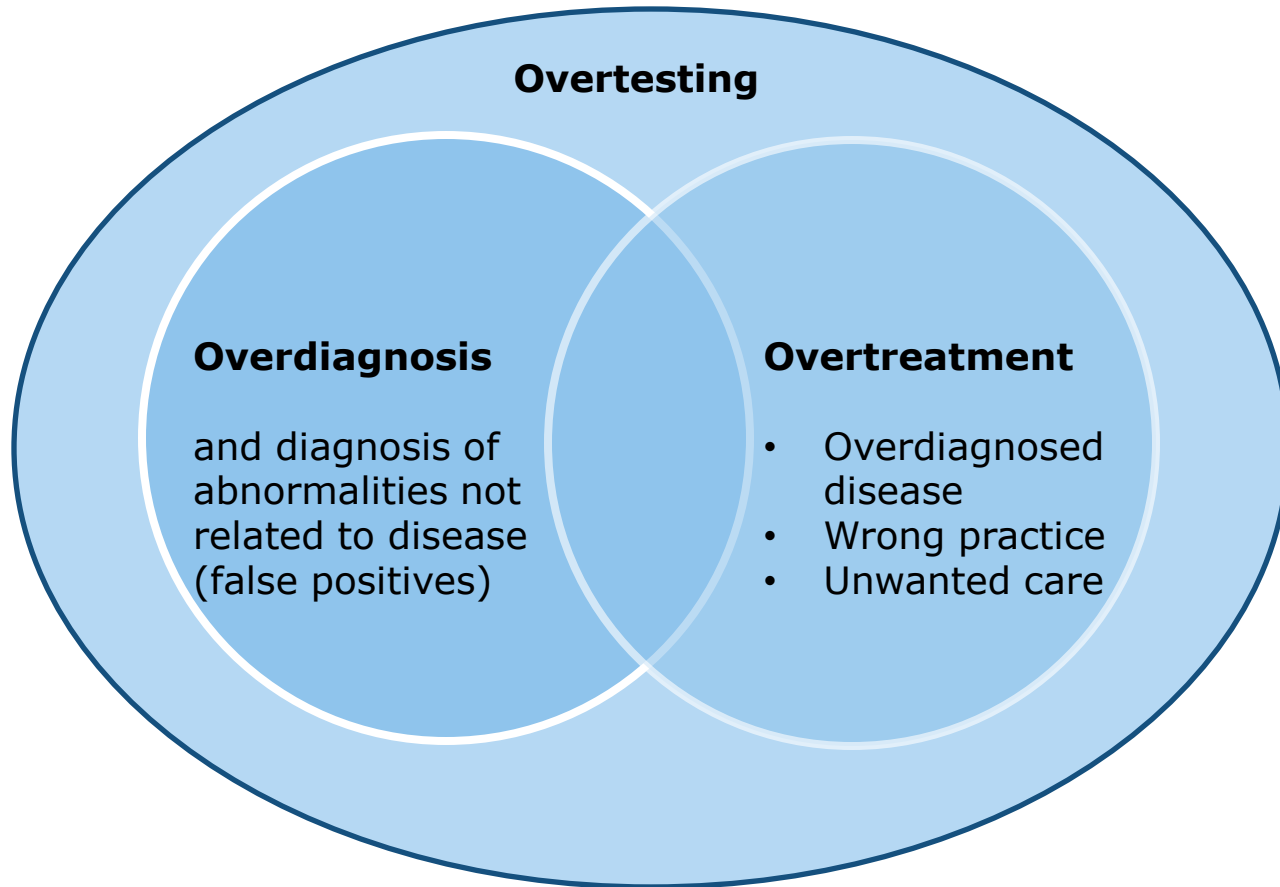 Overtesting
Overdiagnosis
and diagnosis of
abnormalities not
related to disease
(false positives)
Overtreatment
• Overdiagnosed
disease
• Wrong practice
• Unwanted care